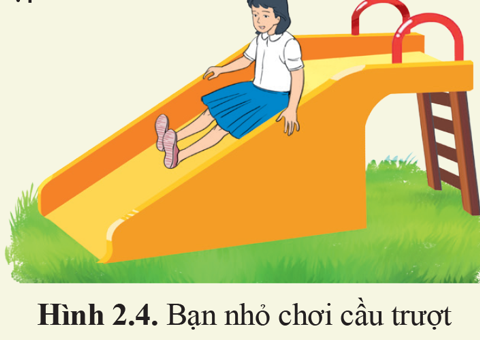 Hình 2.4. Bạn nhỏ chơi cầu trượt